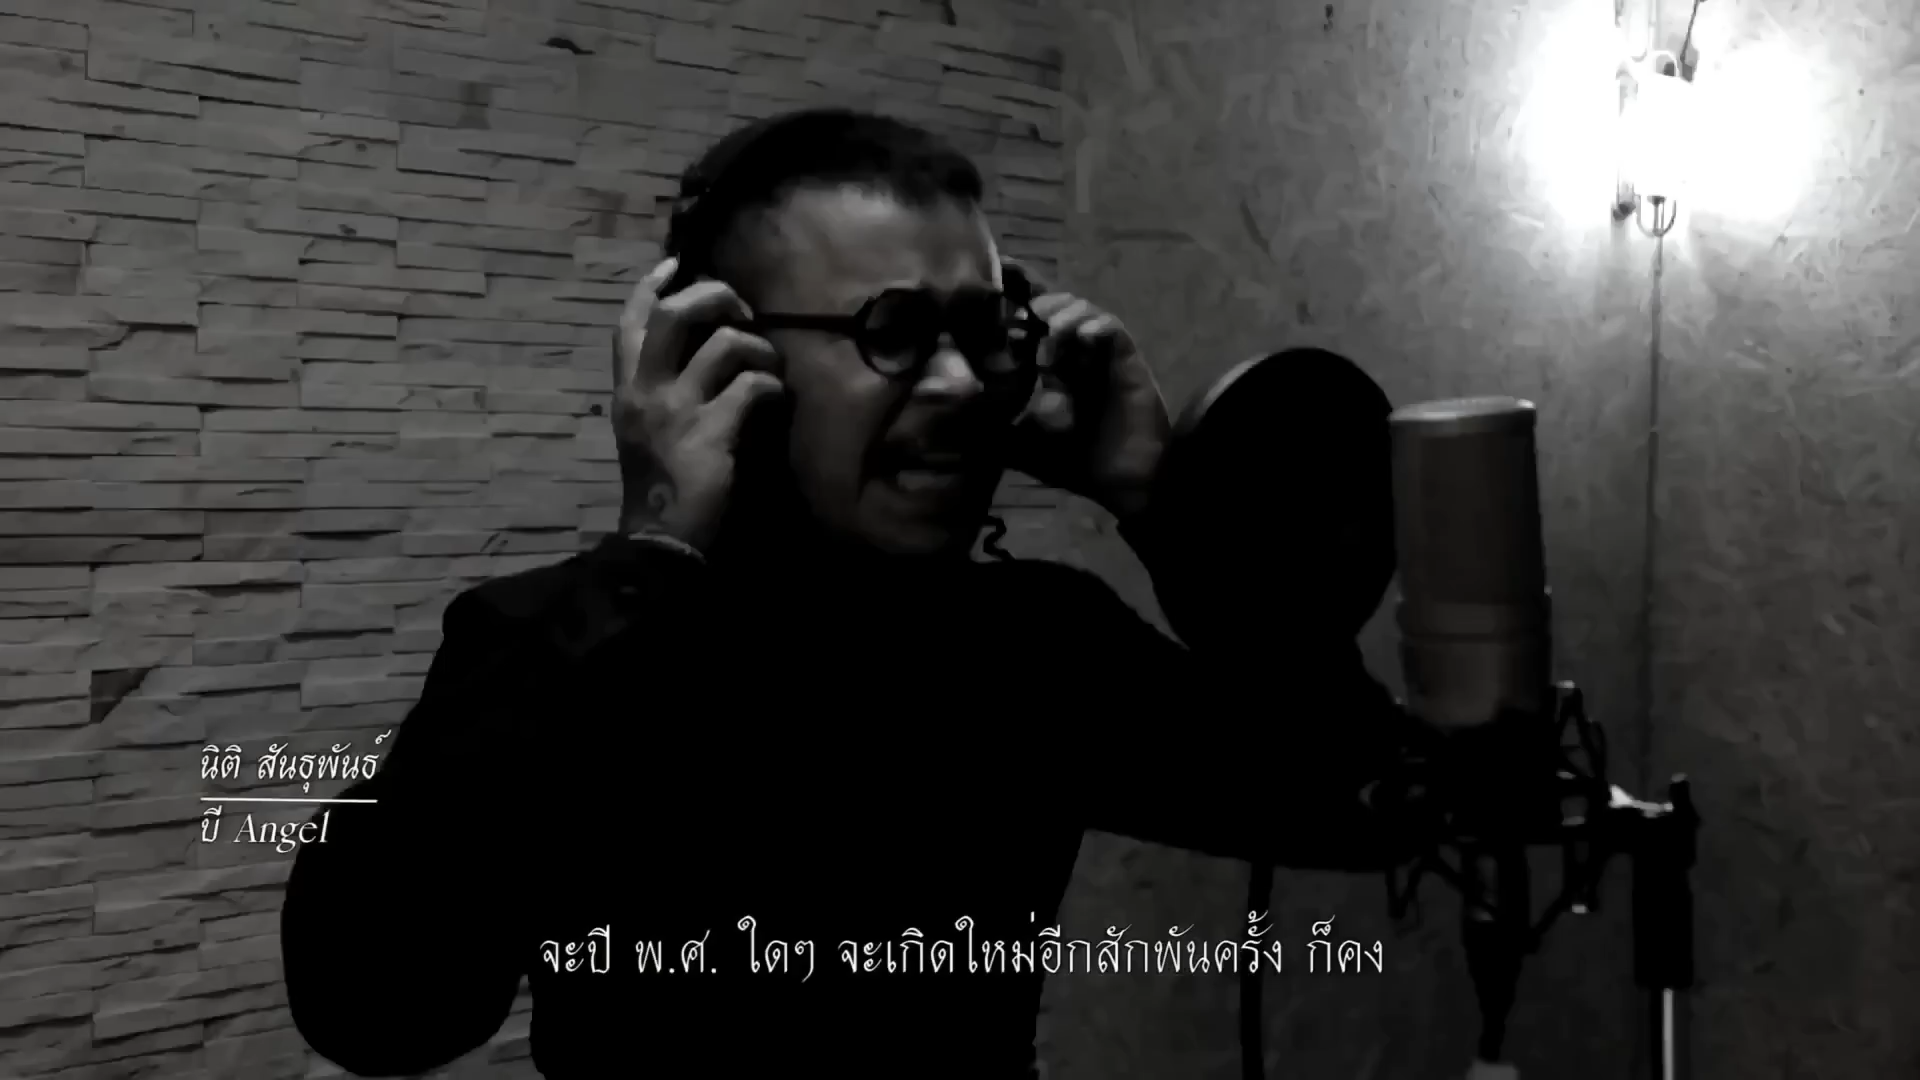 นิติ สันธุพันธ์
บี Angel
จะปี พ.ศ. ใดๆ จะเกิดใหม่อีกสักพันครั้ง ก็คง